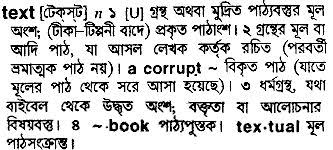 text [টেকস্‌ট] n ১ [U] গ্রন্থ অথবা মুদ্রিত পাঠ্যবস্তুর মূল
অংশ; (টীকা-টিপ্পনী বাদে) প্রকৃত পাঠ্যাংশ। ২ গ্রন্থের মূল বা
আদি পাঠ, যা আসল লেখক কর্তৃক রচিত (পরবর্তী
ভ্রমাত্মক পাঠ নয়)। a corrupt ~ বিকৃত পাঠ (যাতে
মূলের পাঠ থেকে সরে আসা হয়েছে)। ৩ ধর্মগ্রন্থ, যথা
বাইবেল থেকে উদ্ধৃত অংশ; বক্তৃতা বা আলোচনার
বিষয়বস্তু। ৪ ~·book পাঠ্যপুস্তক। tex·tual মূল
পাঠসংক্রান্ত।